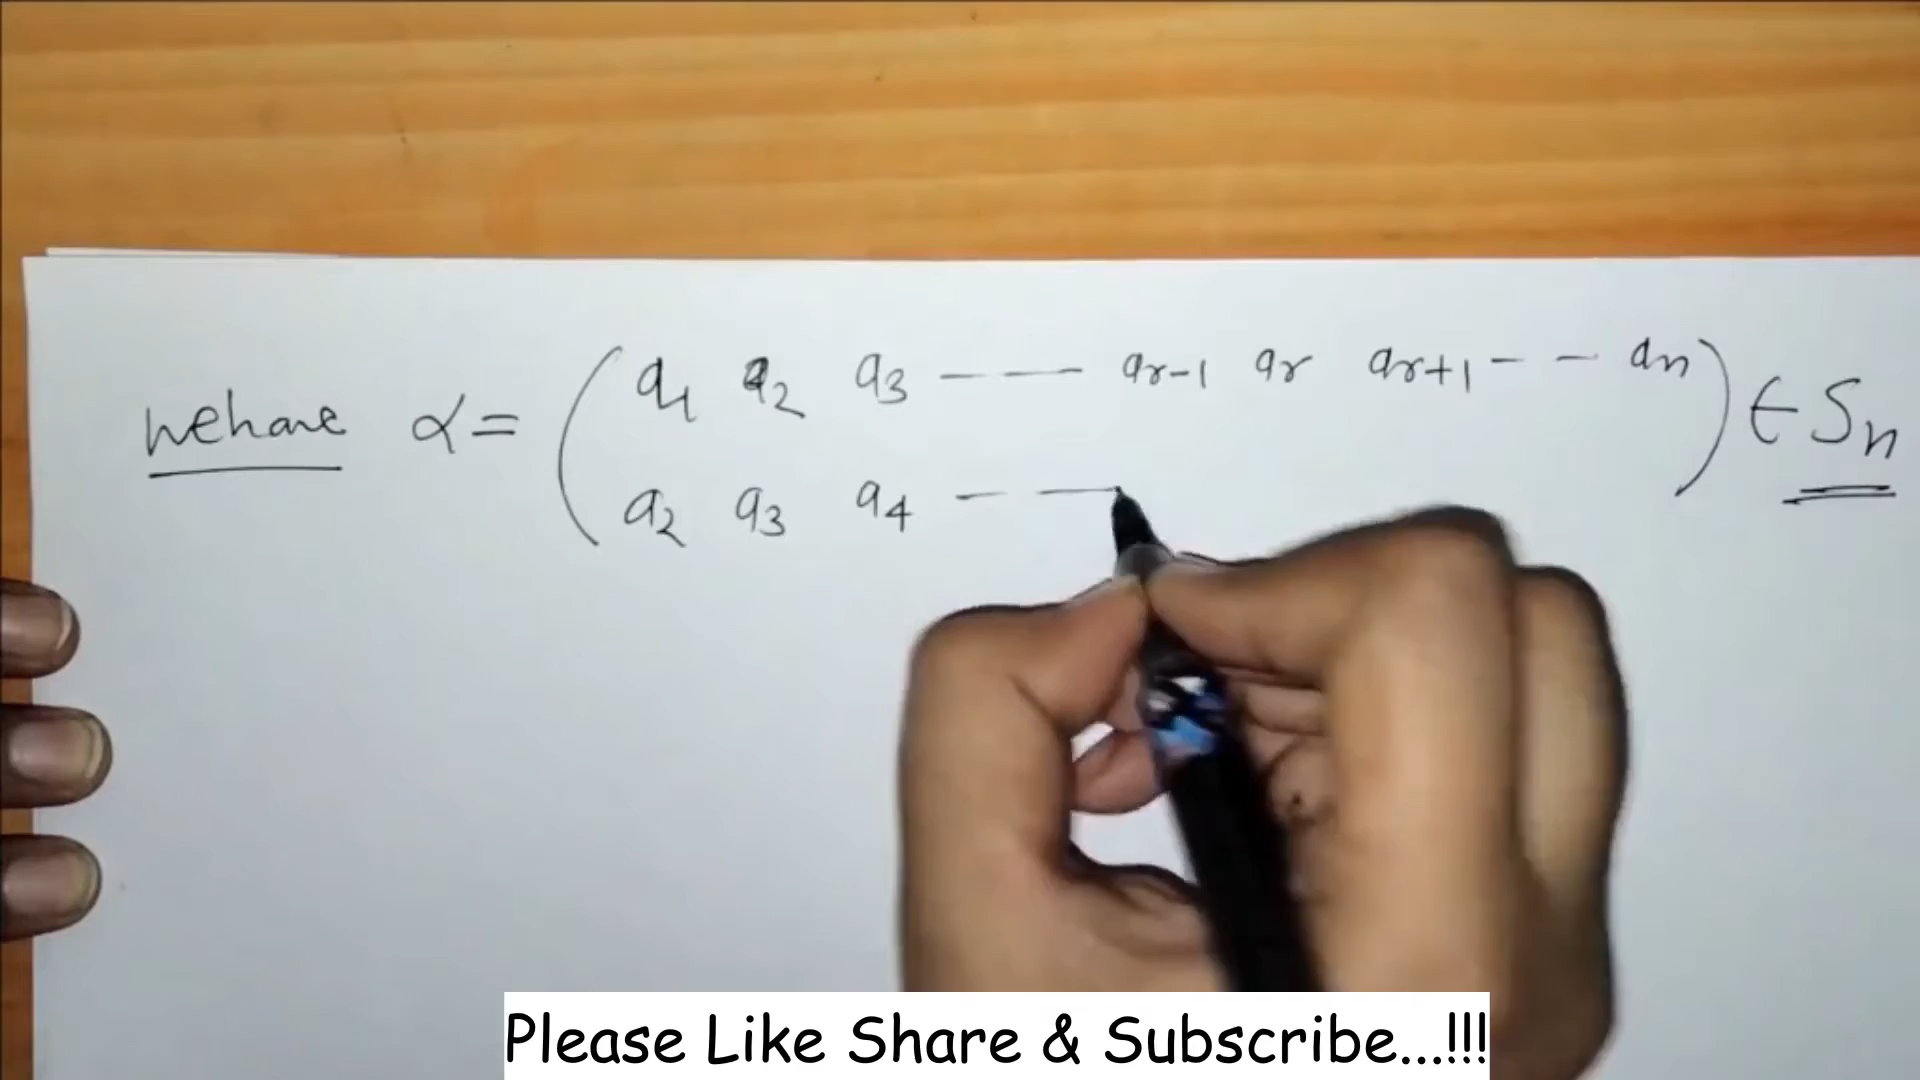 We have α = ( a1 a2 a3 — — ar-1 ar ar+1 - - an ) ∈ Sn
a2 a3 a4 — —
Please Like Share & Subscribe...!!!